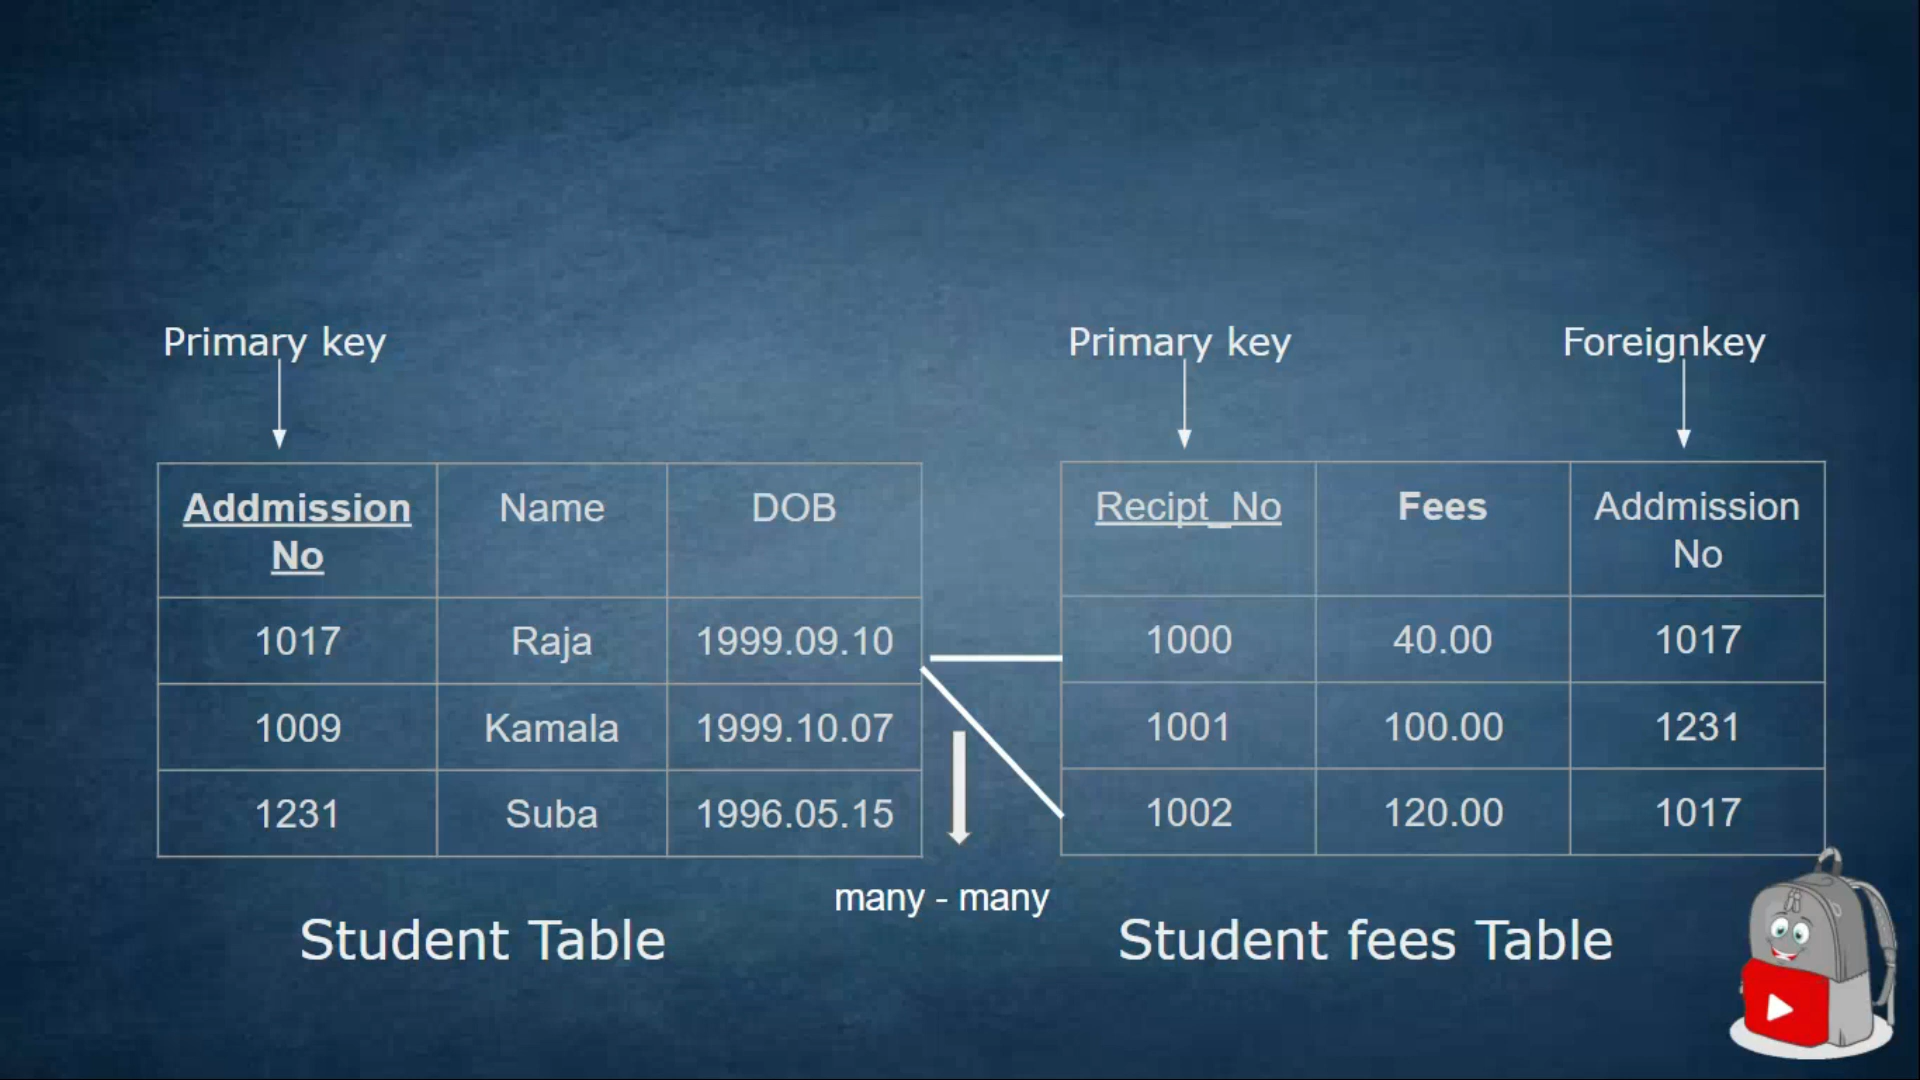 Primary key
Primary key
Foreignkey
Addmission
No
Name
DOB
Recipt_No
Fees
Addmission
No
1017
Raja
1999.09.10
1000
40.00
1017
1009
Kamala
1999.10.07
1001
100.00
1231
1231
Suba
1996.05.15
1002
120.00
1017
many - many
Student Table
Student fees Table